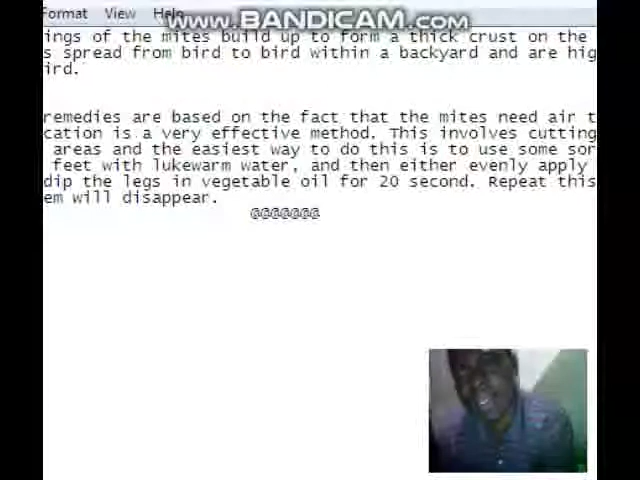 Format View Help
www.BANDICAM.com
ings of the mites build up to form a thick crust on the
s spread from bird to bird within a backyard and are hig
ird.
remedies are based on the fact that the mites need air t
cation is a very effective method. This involves cutting
areas and the easiest way to do this is to use some sor
feet with lukewarm water, and then either evenly apply
dip the legs in vegetable oil for 20 second. Repeat this
em will disappear.
@@@@@@@